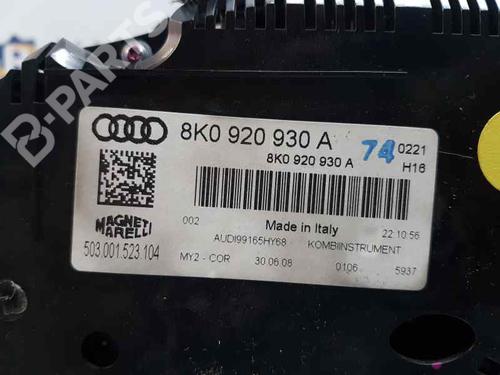 8K0 920 930 A
8K0 920 930 A
74
0221
H16
MAGNETI
MARELLI
503.001.523.104
002
Made in Italy
22:10:56
AUDI99165HY68 - KOMBIINSTRUMENT
MY2 - COR
30.06.08
0106
5937
B-PARTS